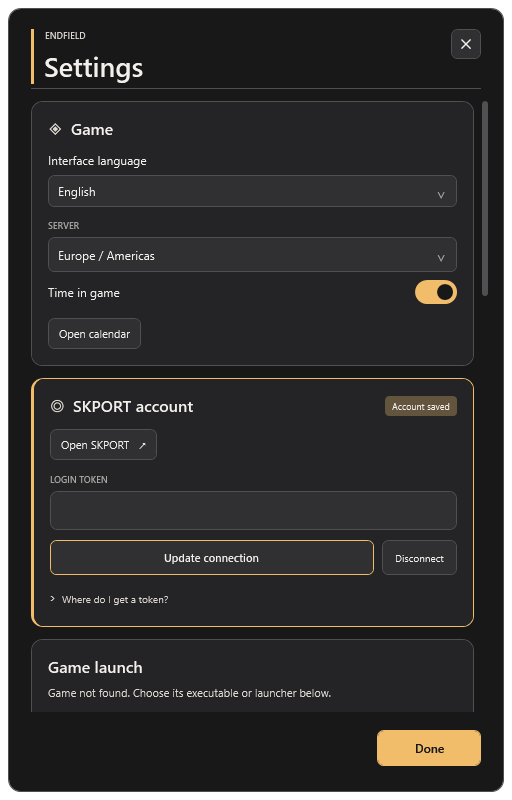 ENDFIELD
Settings
Game
Interface language
English
SERVER
Europe / Americas
Time in game
Open calendar
SKPORT account
Account saved
Open SKPORT ↗
LOGIN TOKEN
Update connection
Disconnect
> Where do I get a token?
Game launch
Game not found. Choose its executable or launcher below.
Done